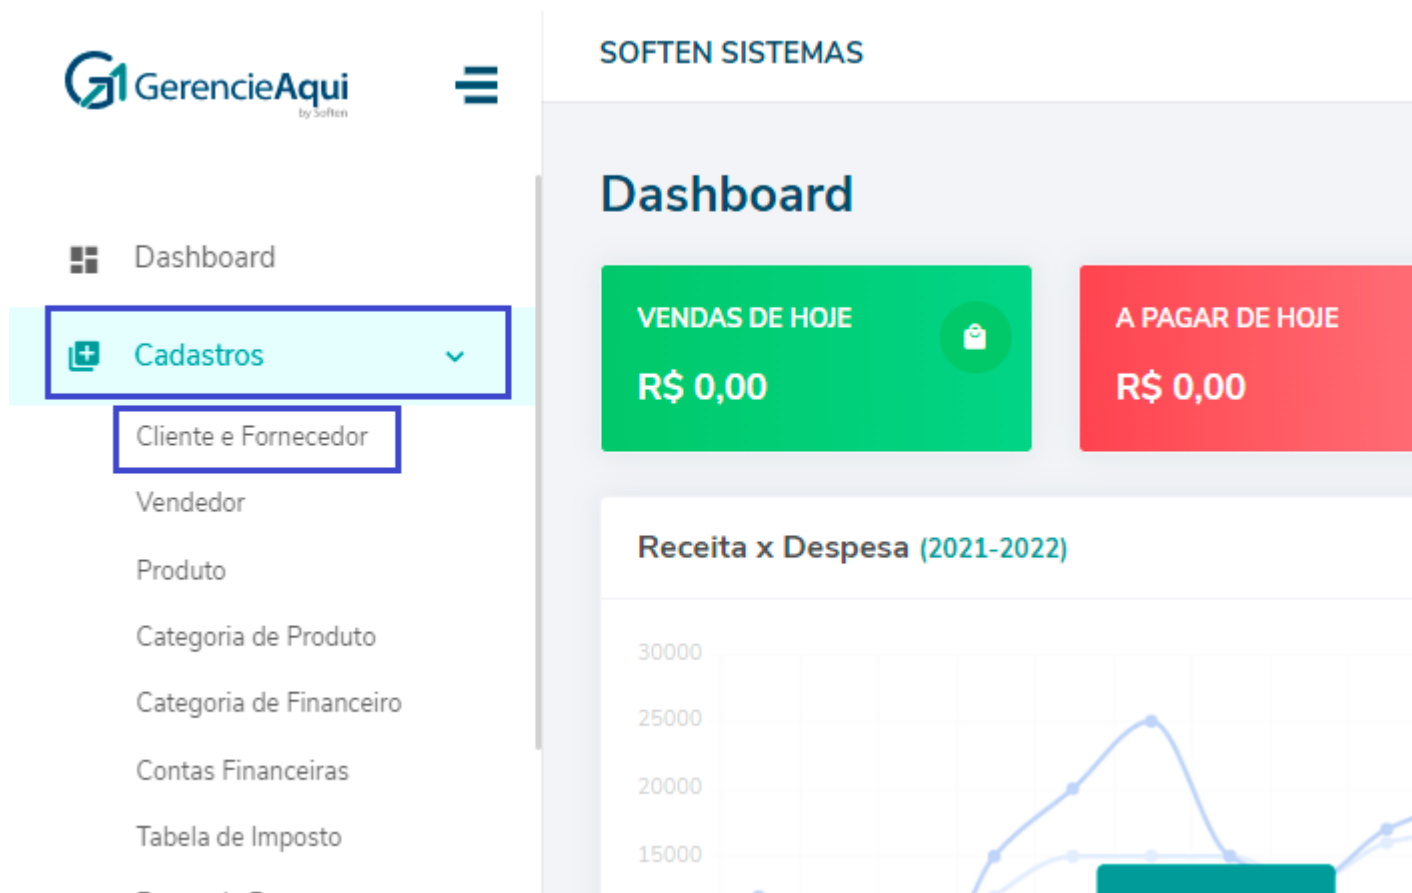 GerencieAqui
by Soften
SOFTEN SISTEMAS
Dashboard
Cadastros
Cliente e Fornecedor
Vendedor
Produto
Categoria de Produto
Categoria de Financeiro
Contas Financeiras
Tabela de Imposto
Dashboard
VENDAS DE HOJE
R$ 0,00
A PAGAR DE HOJE
R$ 0,00
Receita x Despesa (2021-2022)
30000
25000
20000
15000